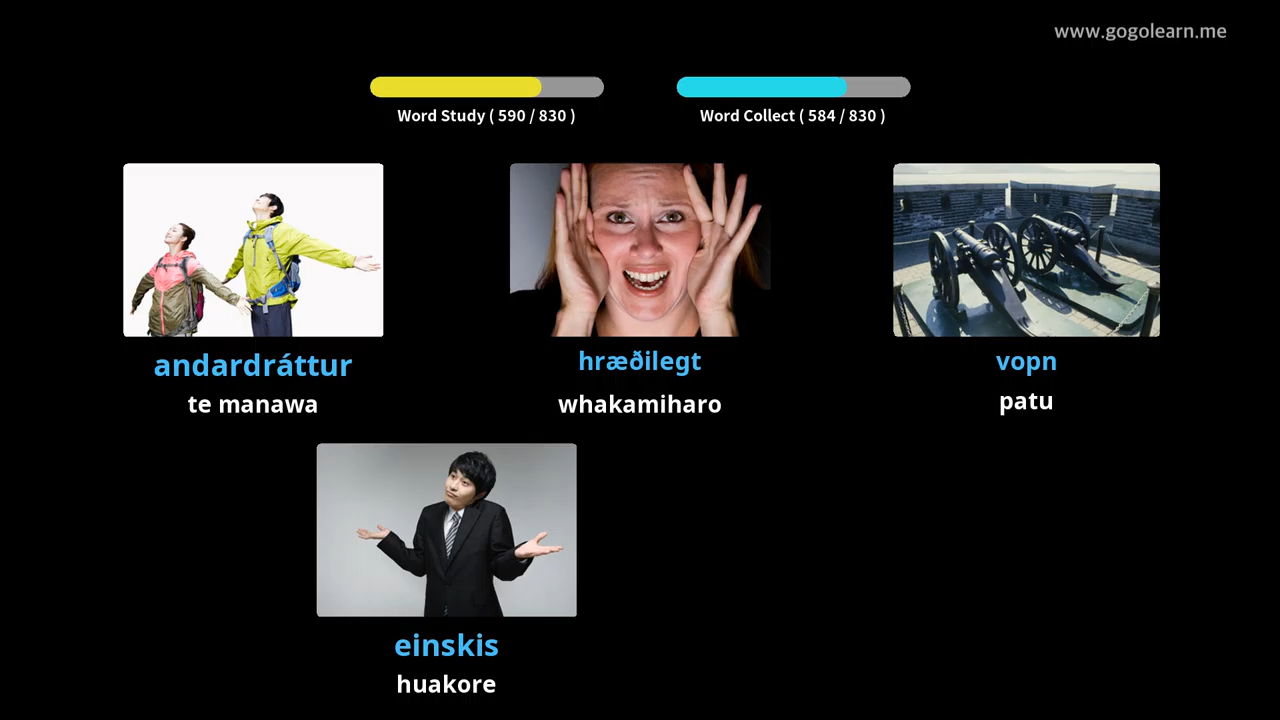 www.gogolearn.me
Word Study ( 590 / 830 )
Word Collect ( 584 / 830 )
andardráttur
te manawa
hræðilegt
whakamiharo
vopn
patu
einskis
huakore